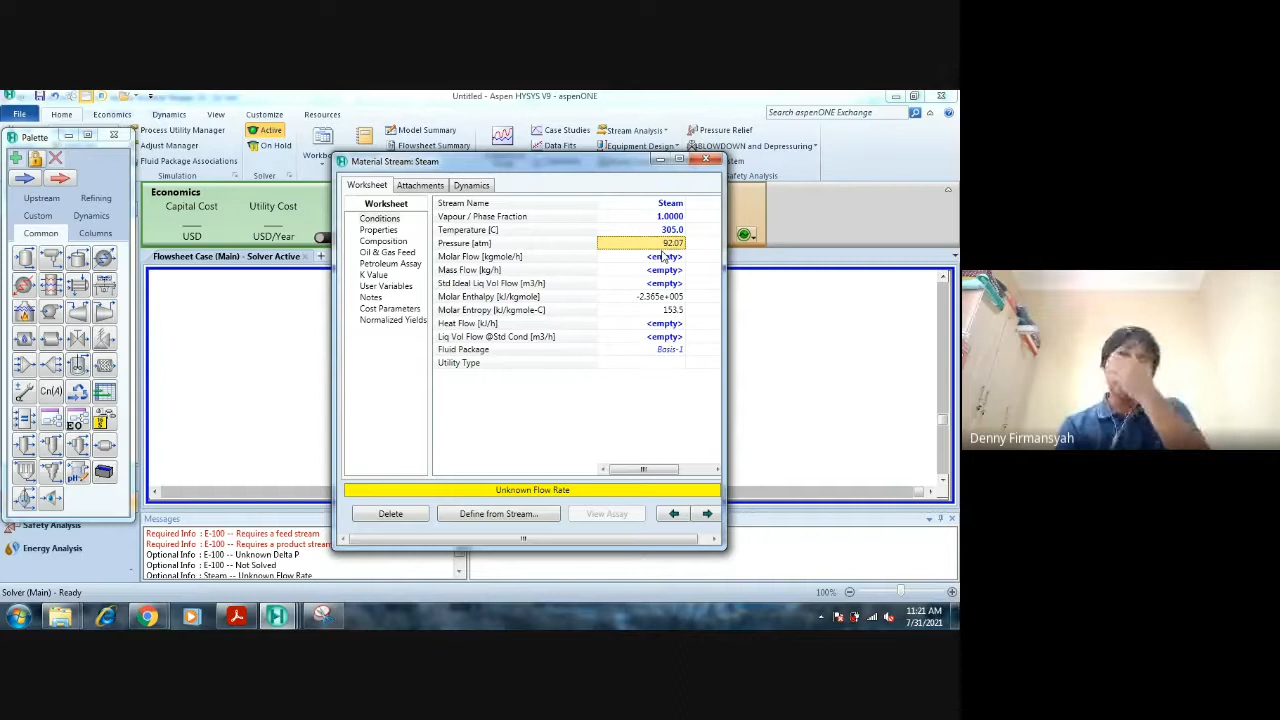 Untitled - Aspen HYSYS V9 - aspenONE
File
Home
Economics
Dynamics
View
Customize
Resources
Search aspenONE Exchange
Palette
Process Utility Manager
Adjust Manager
Fluid Package Associations
Simulation
Active
On Hold
Solver
Model Summary
Flowsheet Summary
Case Studies
Data Fits
Stream Analysis
Equipment Design
Pressure Relief
BLOWDOWN and Depressuring
Safety Analysis
Upstream
Refining
Custom
Dynamics
Common
Columns
Cn(A)
EO
pH
Economics
Capital Cost
Utility Cost
USD
USD/Year
Flowsheet Case (Main) - Solver Active
Material Stream: Steam
Worksheet
Attachments
Dynamics
Worksheet
Conditions
Properties
Composition
Oil & Gas Feed
Petroleum Assay
K Value
User Variables
Notes
Cost Parameters
Normalized Yields
Stream Name Steam
Vapour / Phase Fraction 1.0000
Temperature [C] 305.0
Pressure [atm] 92.07
Molar Flow [kgmole/h] <empty>
Mass Flow [kg/h] <empty>
Std Ideal Liq Vol Flow [m3/h] <empty>
Molar Enthalpy [kJ/kgmole] -2.365e+005
Molar Entropy [kJ/kgmole-C] 153.5
Heat Flow [kJ/h] <empty>
Liq Vol Flow @Std Cond [m3/h] <empty>
Fluid Package Basis-1
Utility Type
Unknown Flow Rate
Delete
Define from Stream...
View Assay
Safety Analysis
Energy Analysis
Messages
Required Info : E-100 -- Requires a feed stream
Required Info : E-100 -- Requires a product stream
Optional Info : E-100 -- Unknown Delta P
Optional Info : E-100 -- Not Solved
Optional Info : Steam -- Unknown Flow Rate
Solver (Main) - Ready
100%
11:21 AM
7/31/2021
Denny Firmansyah